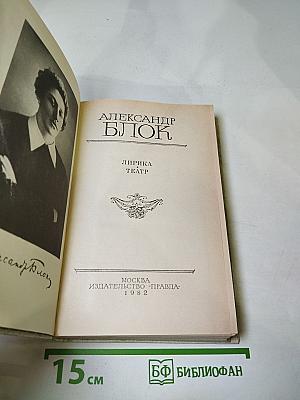 АЛЕКСАНДР
БЛОК
ЛИРИКА
ТЕАТР
МОСКВА
ИЗДАТЕЛЬСТВО «ПРАВДА»
1982
15 см
БФ БИБЛИОФАН